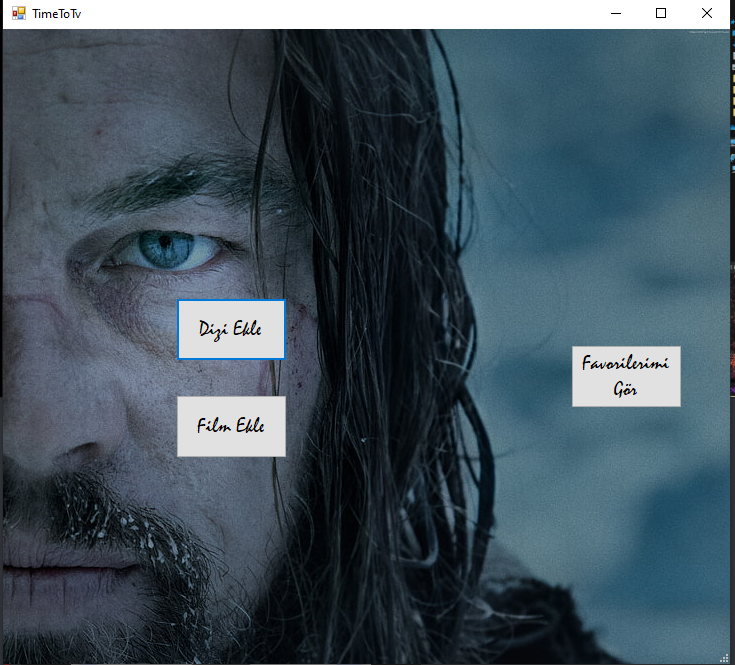 TimeToTv
Dizi Ekle
Favorilerimi
Gör
Film Ekle